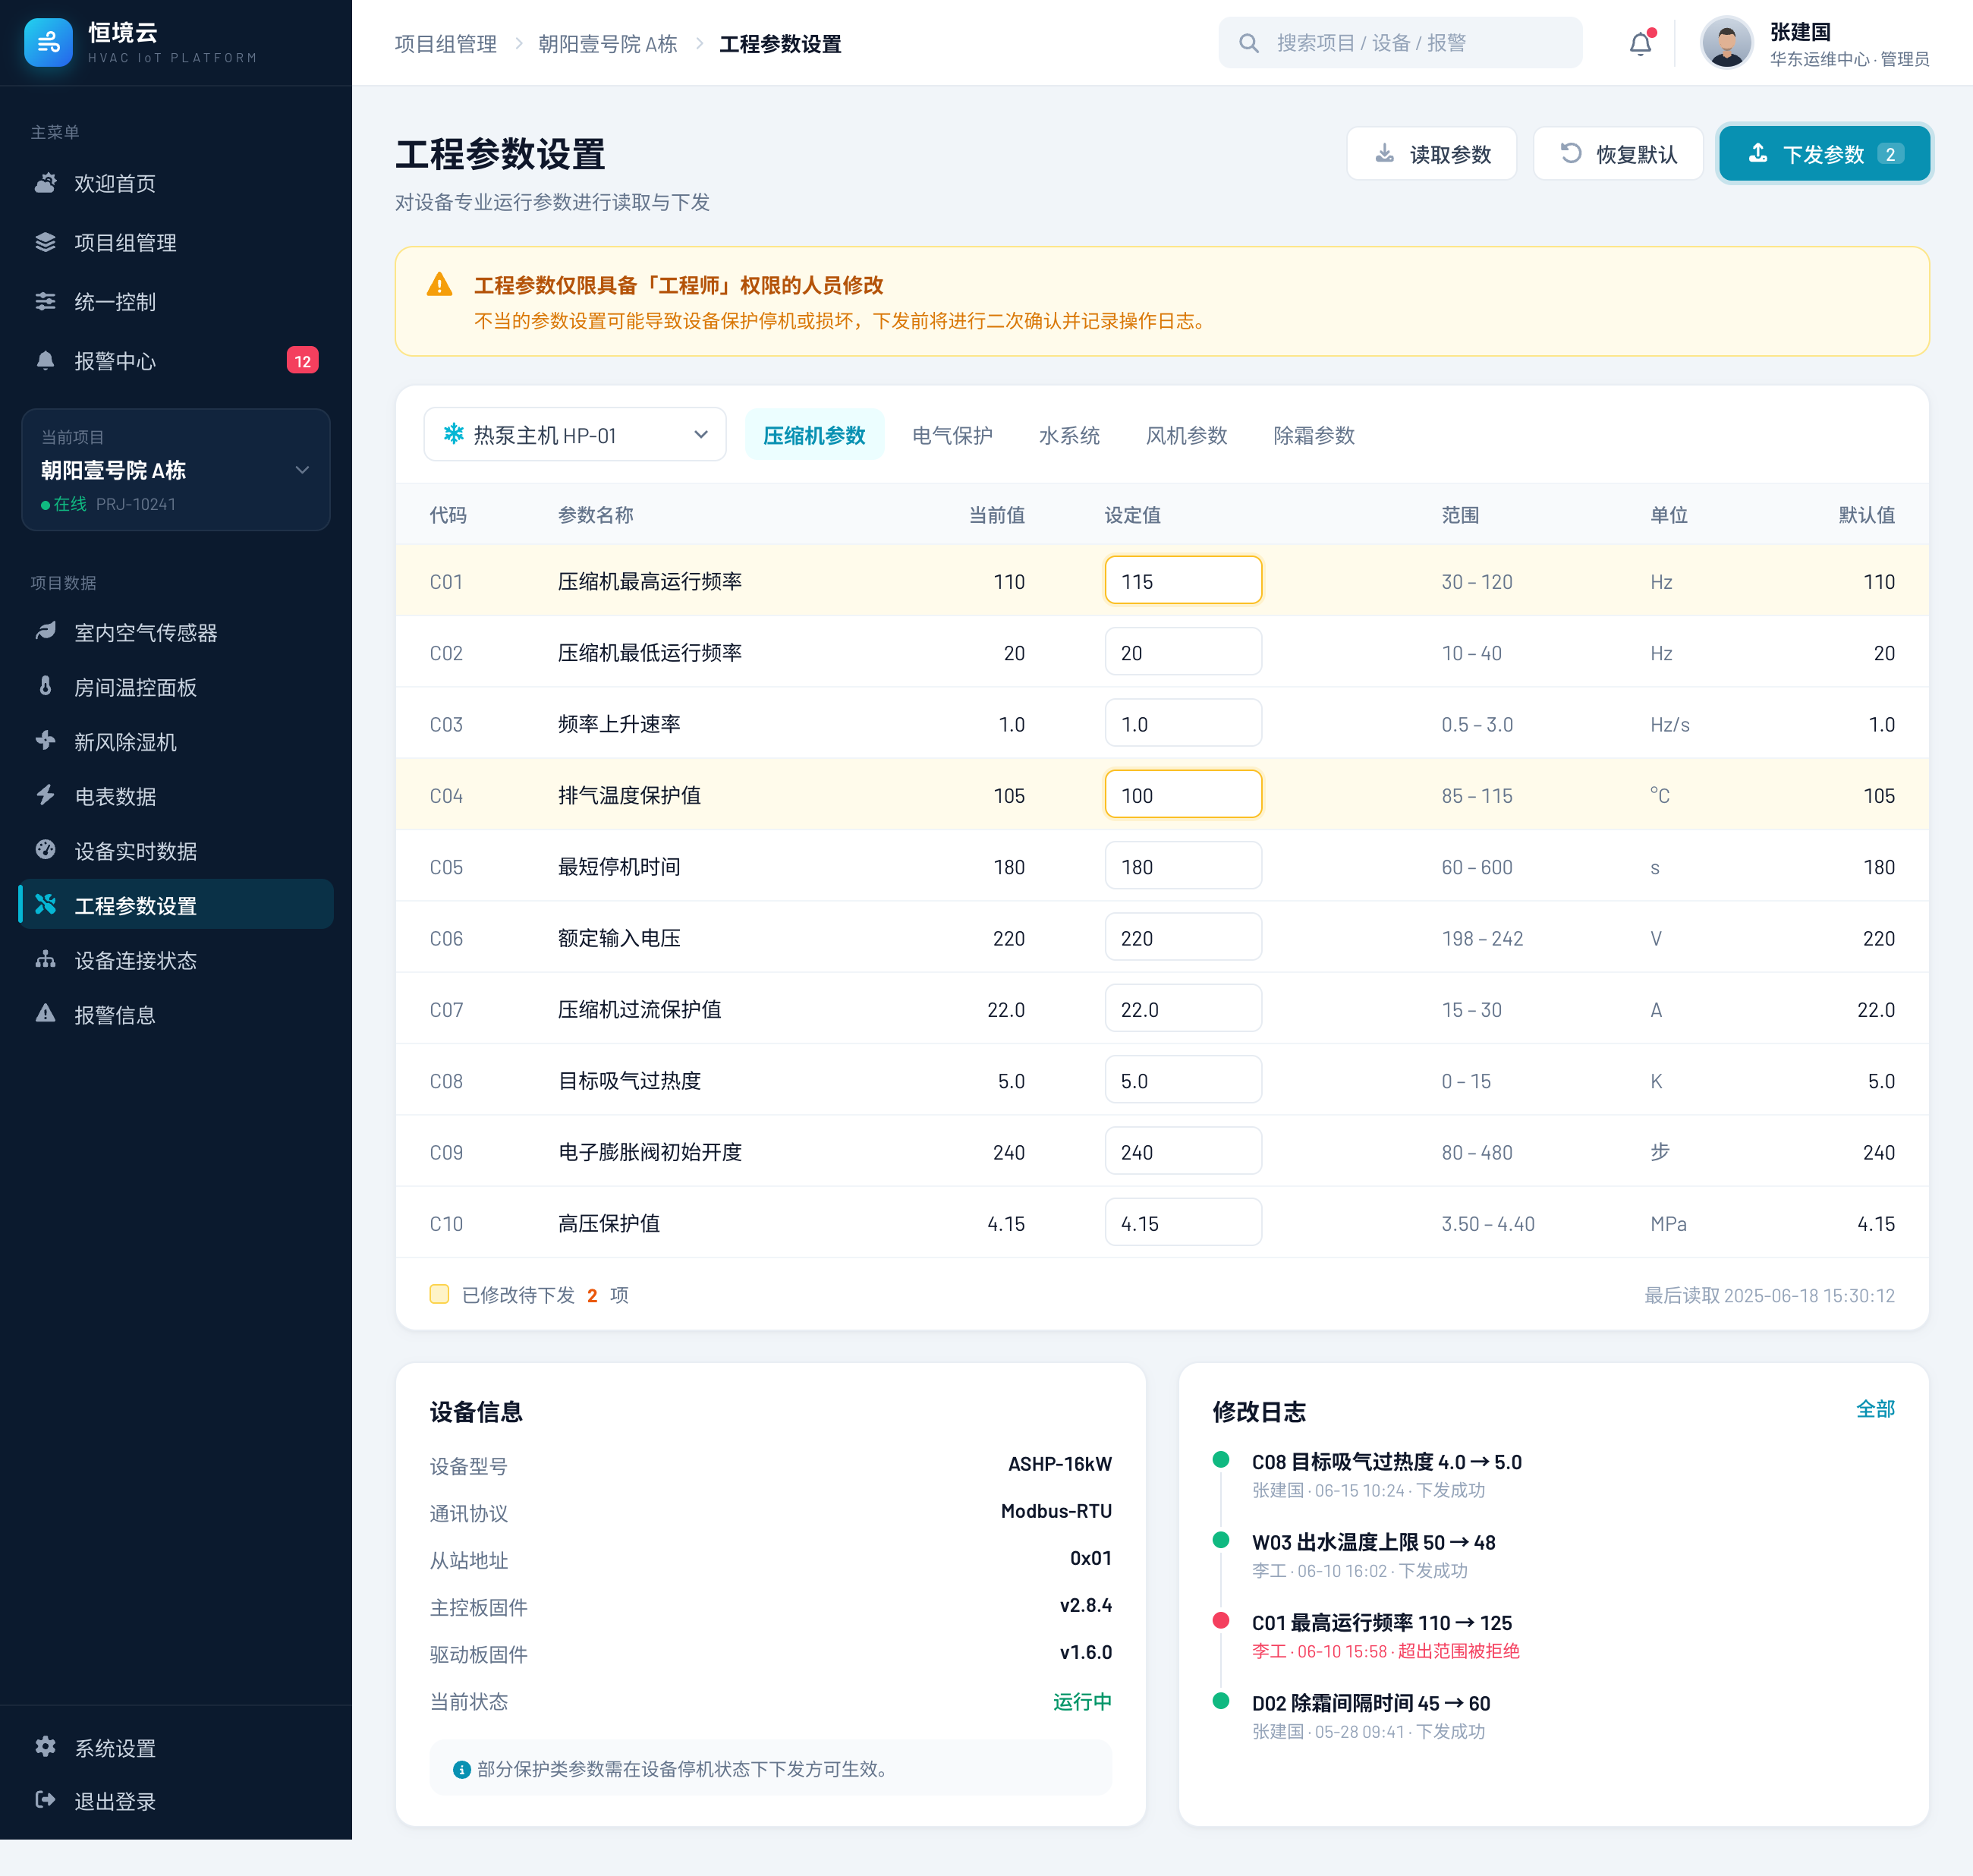 恒境云
HVAC IoT PLATFORM
主菜单
欢迎首页
项目组管理
统一控制
报警中心 12
当前项目
朝阳壹号院 A栋
在线 PRJ-10241
项目数据
室内空气传感器
房间温控面板
新风除湿机
电表数据
设备实时数据
工程参数设置
设备连接状态
报警信息
系统设置
退出登录
项目组管理 朝阳壹号院 A栋 工程参数设置
搜索项目 / 设备 / 报警
张建国
华东运维中心 · 管理员
工程参数设置
对设备专业运行参数进行读取与下发
读取参数 恢复默认 下发参数 2
工程参数仅限具备「工程师」权限的人员修改
不当的参数设置可能导致设备保护停机或损坏，下发前将进行二次确认并记录操作日志。
热泵主机 HP-01 压缩机参数 电气保护 水系统 风机参数 除霜参数
代码 参数名称 当前值 设定值 范围 单位 默认值
C01 压缩机最高运行频率 110 115 30 – 120 Hz 110
C02 压缩机最低运行频率 20 20 10 – 40 Hz 20
C03 频率上升速率 1.0 1.0 0.5 – 3.0 Hz/s 1.0
C04 排气温度保护值 105 100 85 – 115 °C 105
C05 最短停机时间 180 180 60 – 600 s 180
C06 额定输入电压 220 220 198 – 242 V 220
C07 压缩机过流保护值 22.0 22.0 15 – 30 A 22.0
C08 目标吸气过热度 5.0 5.0 0 – 15 K 5.0
C09 电子膨胀阀初始开度 240 240 80 – 480 步 240
C10 高压保护值 4.15 4.15 3.50 – 4.40 MPa 4.15
已修改待下发 2 项
最后读取 2025-06-18 15:30:12
设备信息
设备型号 ASHP-16kW
通讯协议 Modbus-RTU
从站地址 0x01
主控板固件 v2.8.4
驱动板固件 v1.6.0
当前状态 运行中
部分保护类参数需在设备停机状态下下发方可生效。
修改日志 全部
C08 目标吸气过热度 4.0 → 5.0
张建国 · 06-15 10:24 · 下发成功
W03 出水温度上限 50 → 48
李工 · 06-10 16:02 · 下发成功
C01 最高运行频率 110 → 125
李工 · 06-10 15:58 · 超出范围被拒绝
D02 除霜间隔时间 45 → 60
张建国 · 05-28 09:41 · 下发成功